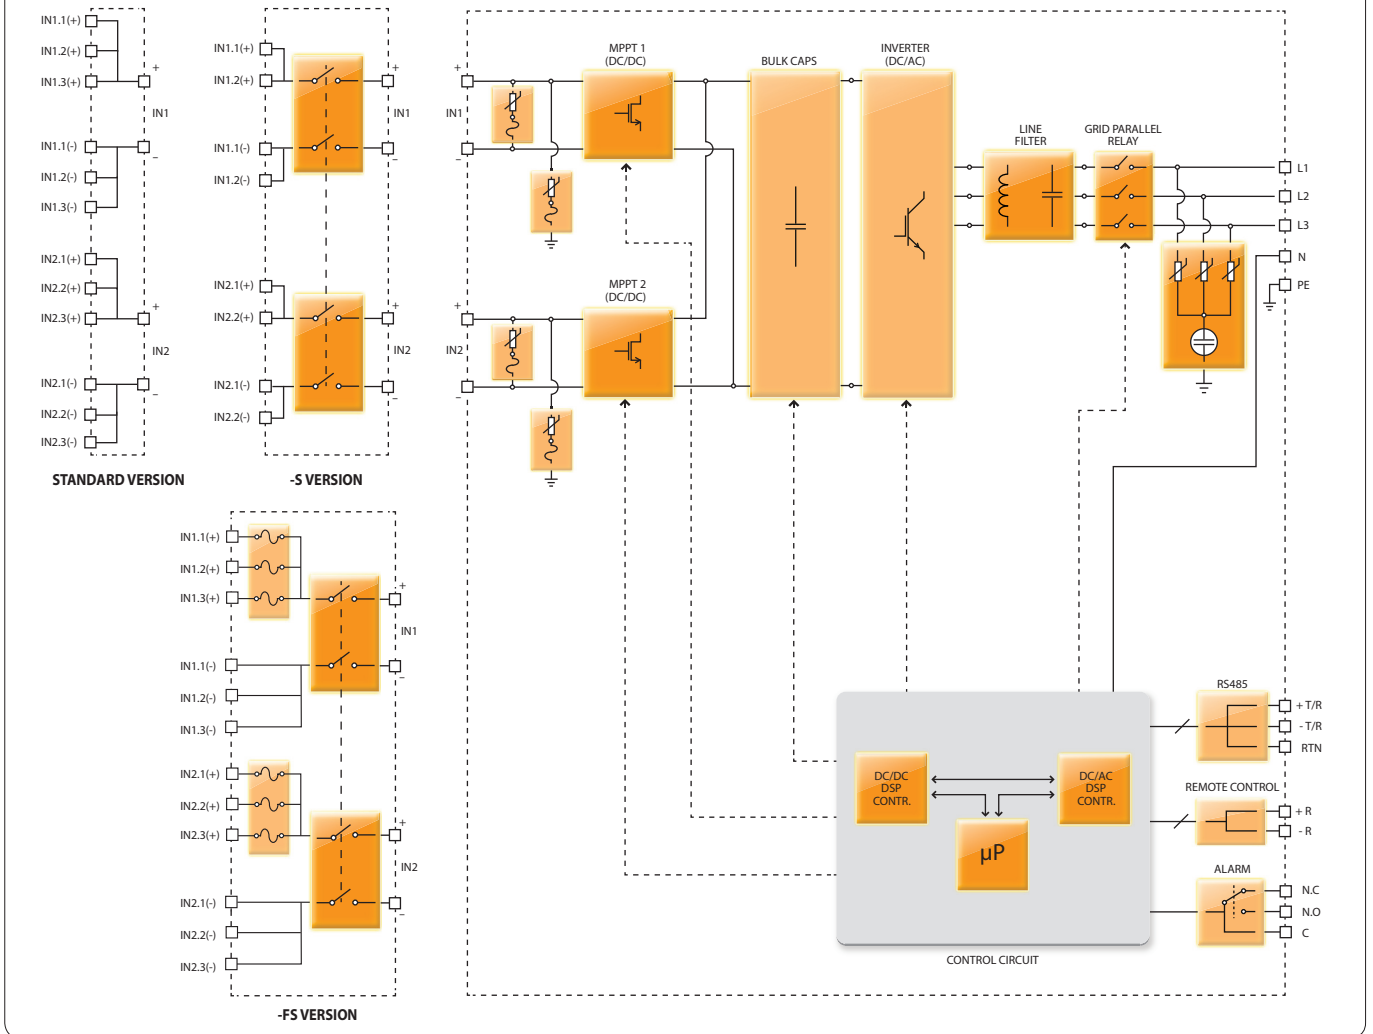 IN1.1(+)
IN1.2(+)
IN1.3(+)
+
IN1
IN1.1(-)
–
IN1.2(-)
IN1.3(-)
IN2.1(+)
IN2.2(+)
IN2.3(+)
+
IN2
IN2.1(-)
–
IN2.2(-)
IN2.3(-)
STANDARD VERSION
IN1.1(+)
IN1.2(+)
+
IN1
IN1.1(-)
–
IN1.2(-)
IN2.1(+)
IN2.2(+)
+
IN2
IN2.1(-)
–
IN2.2(-)
-S VERSION
IN1.1(+)
IN1.2(+)
IN1.3(+)
+
IN1
IN1.1(-)
–
IN1.2(-)
IN1.3(-)
IN2.1(+)
IN2.2(+)
IN2.3(+)
+
IN2
IN2.1(-)
–
IN2.2(-)
IN2.3(-)
-FS VERSION
+
IN1
–
+
IN2
–
MPPT 1
(DC/DC)
MPPT 2
(DC/DC)
BULK CAPS
INVERTER
(DC/AC)
LINE
FILTER
GRID PARALLEL
RELAY
L1
L2
L3
N
PE
DC/DC
DSP
CONTR.
DC/AC
DSP
CONTR.
µP
CONTROL CIRCUIT
RS485
+ T/R
- T/R
RTN
REMOTE CONTROL
+ R
- R
ALARM
N.C
N.O
C